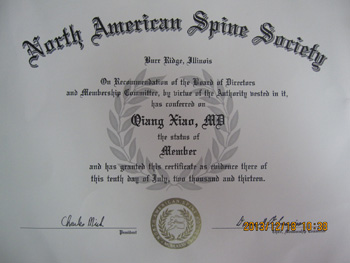 North American Spine Society
Burr Ridge, Illinois
On Recommendation of the Board of Directors
and Membership Committee, by virtue of the Authority vested in it,
has conferred on
Qiang Xiao, MD
the status of
Member
and has granted this certificate as evidence there of
this tenth day of July, two thousand and thirteen.
President